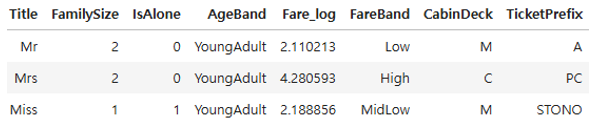 Title FamilySize IsAlone AgeBand Fare_log FareBand CabinDeck TicketPrefix
Mr 2 0 YoungAdult 2.110213 Low M A
Mrs 2 0 YoungAdult 4.280593 High C PC
Miss 1 1 YoungAdult 2.188856 MidLow M STONO